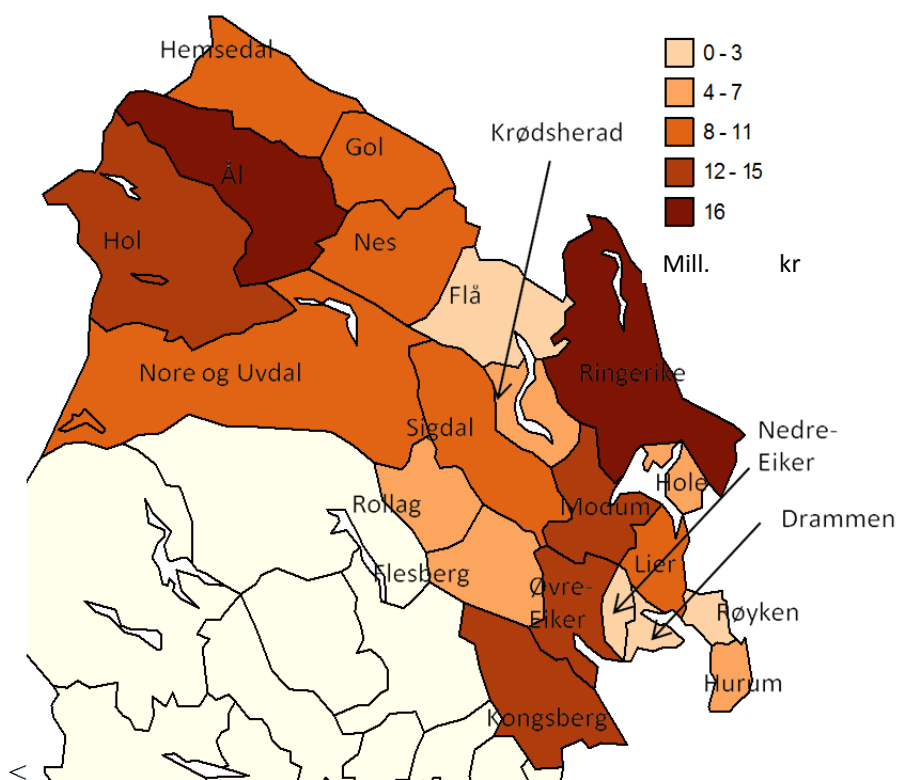 Hemsedal
0 - 3
4 - 7
8 - 11
12 - 15
16
Mill. kr
Krødsherad
Gol
Ål
Hol
Nes
Flå
Nore og Uvdal
Ringerike
Sigdal
Nedre-
Eiker
Hole
Rollag
Modum
Drammen
Lier
Flesberg
Øvre-
Eiker
Røyken
Hurum
Kongsberg
<